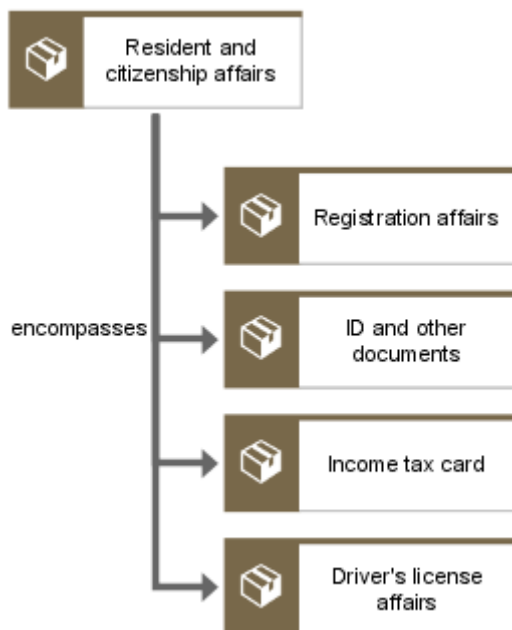 Resident and
citizenship affairs
Registration affairs
encompasses
ID and other
documents
Income tax card
Driver's license
affairs